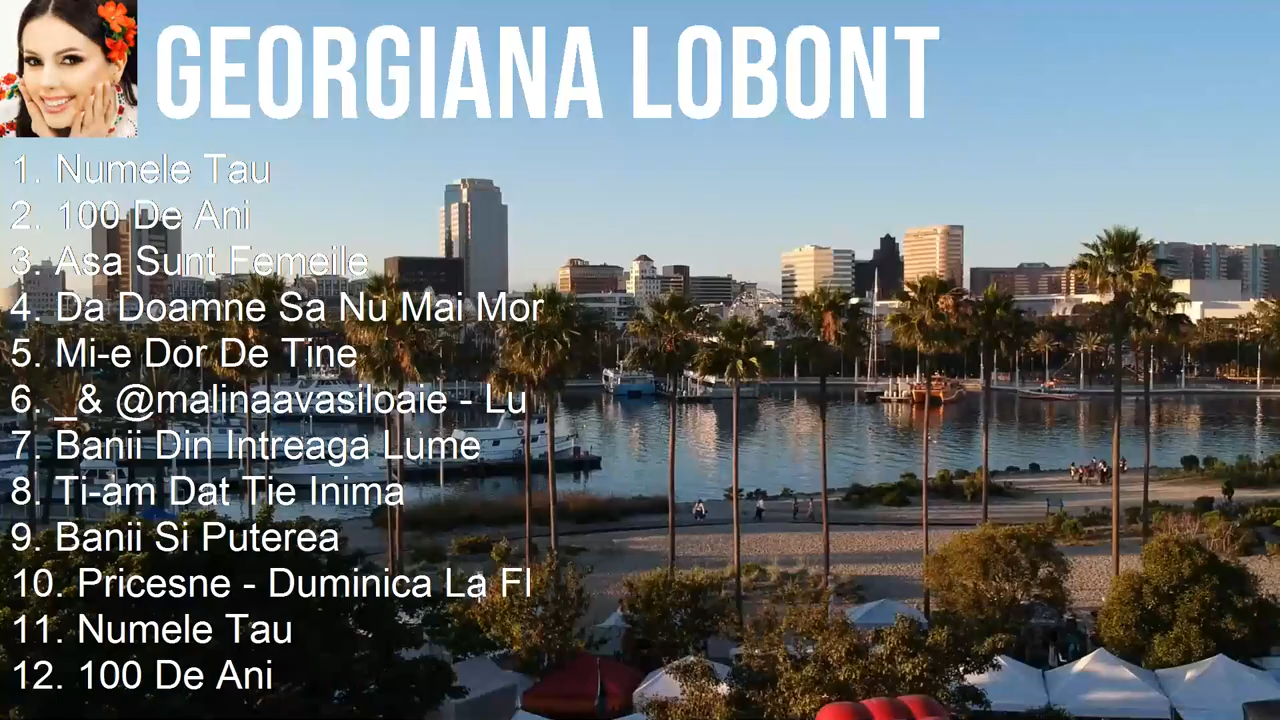 GEORGIANA LOBONT
1. Numele Tau
2. 100 De Ani
3. Asa Sunt Femeile
4. Da Doamne Sa Nu Mai Mor
5. Mi-e Dor De Tine
6. _& @malinaavasiloaie - Lu
7. Banii Din Intreaga Lume
8. Ti-am Dat Tie Inima
9. Banii Si Puterea
10. Pricesne - Duminica La Fl
11. Numele Tau
12. 100 De Ani